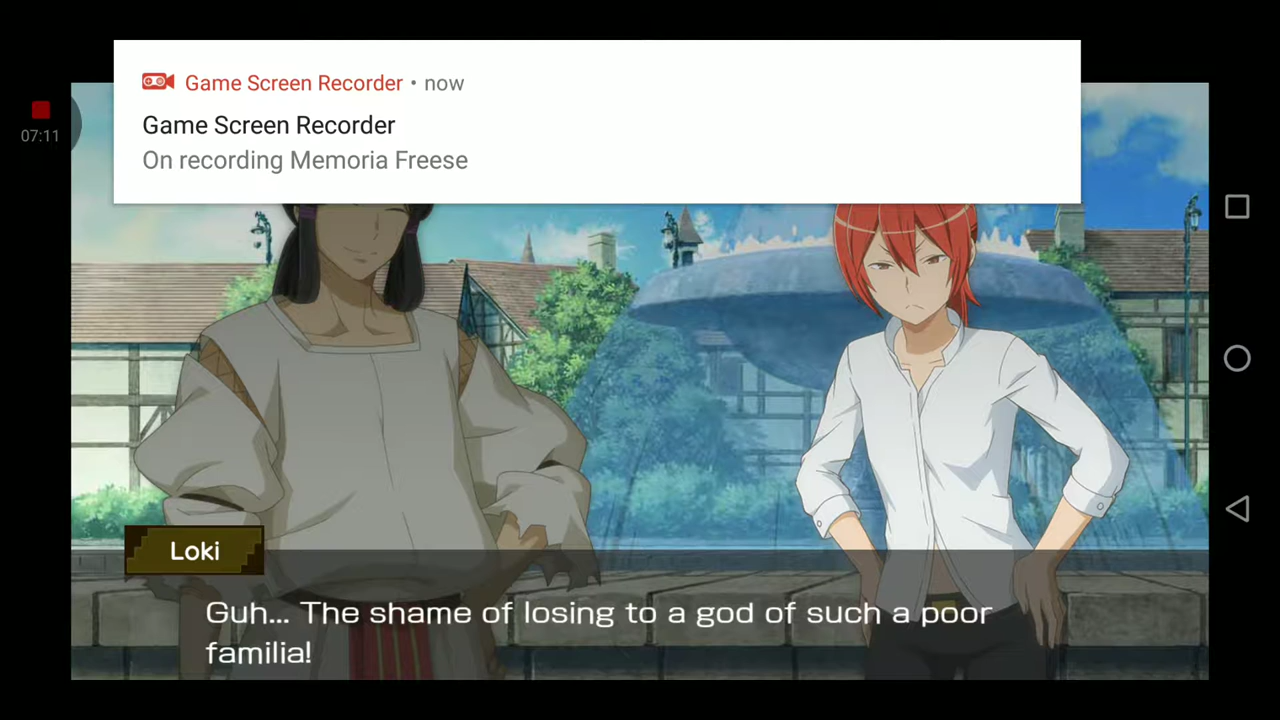 Game Screen Recorder • now
Game Screen Recorder
On recording Memoria Freese
07:11
Loki
Guh... The shame of losing to a god of such a poor
familia!